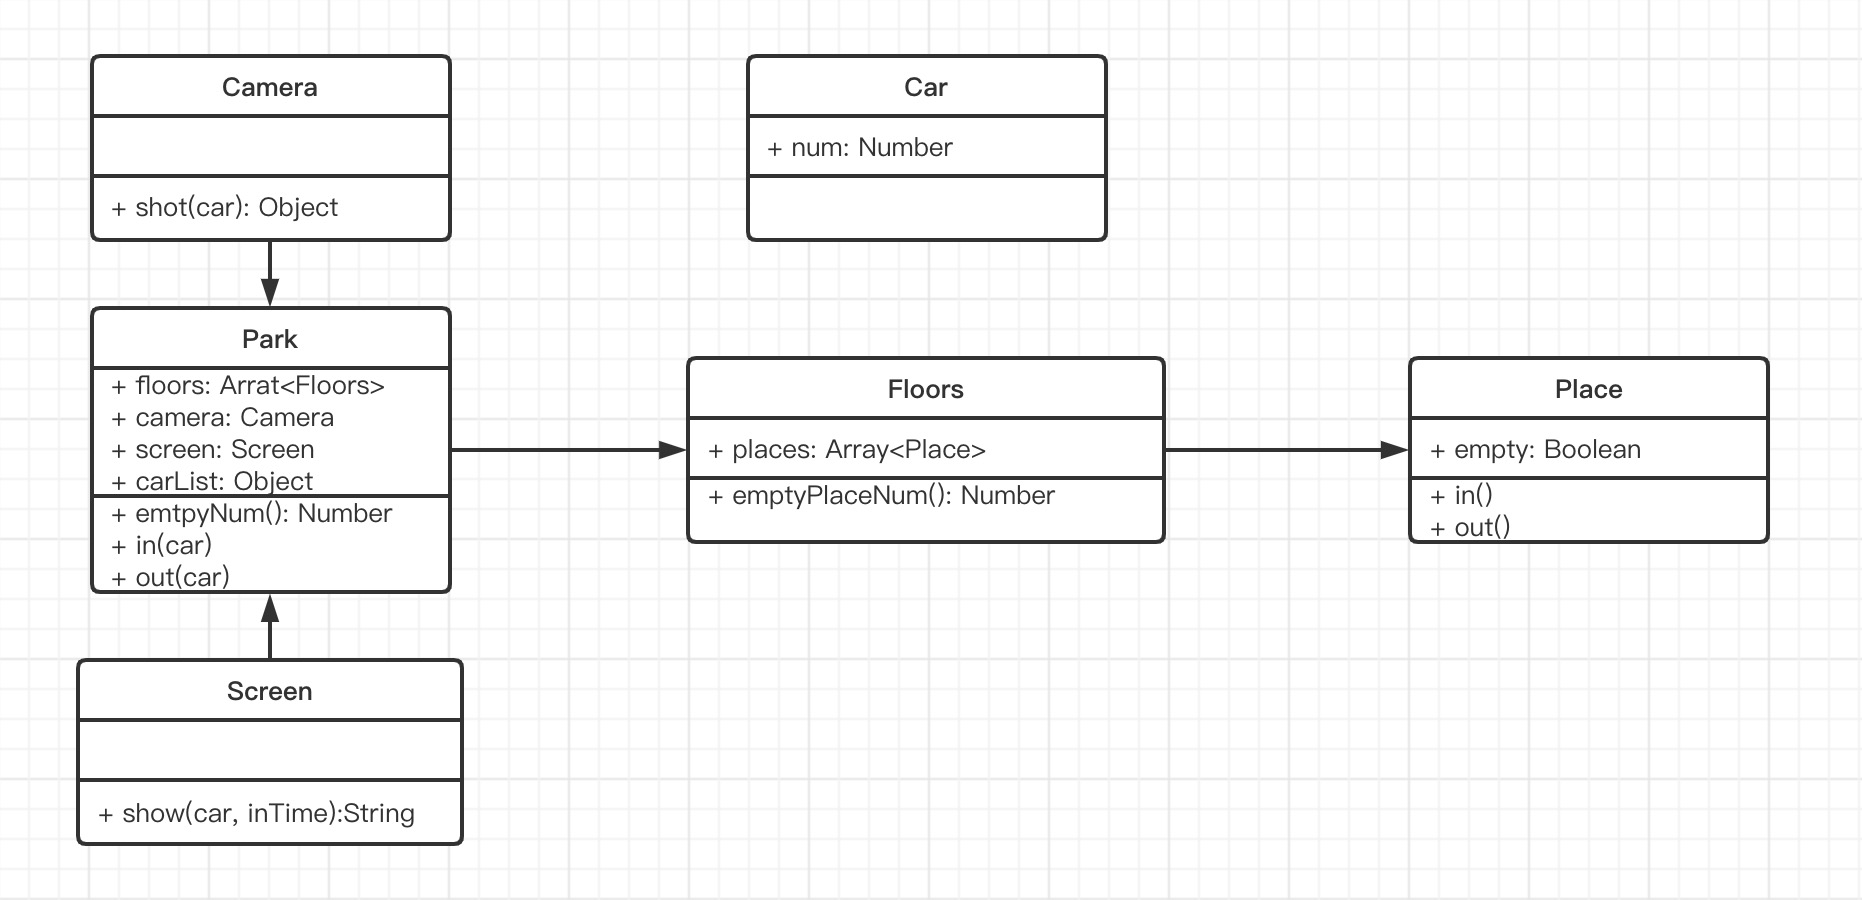 Camera
+ shot(car): Object
Car
+ num: Number
Park
+ floors: Arrat<Floors>
+ camera: Camera
+ screen: Screen
+ carList: Object
+ emtpyNum(): Number
+ in(car)
+ out(car)
Floors
+ places: Array<Place>
+ emptyPlaceNum(): Number
Place
+ empty: Boolean
+ in()
+ out()
Screen
+ show(car, inTime):String